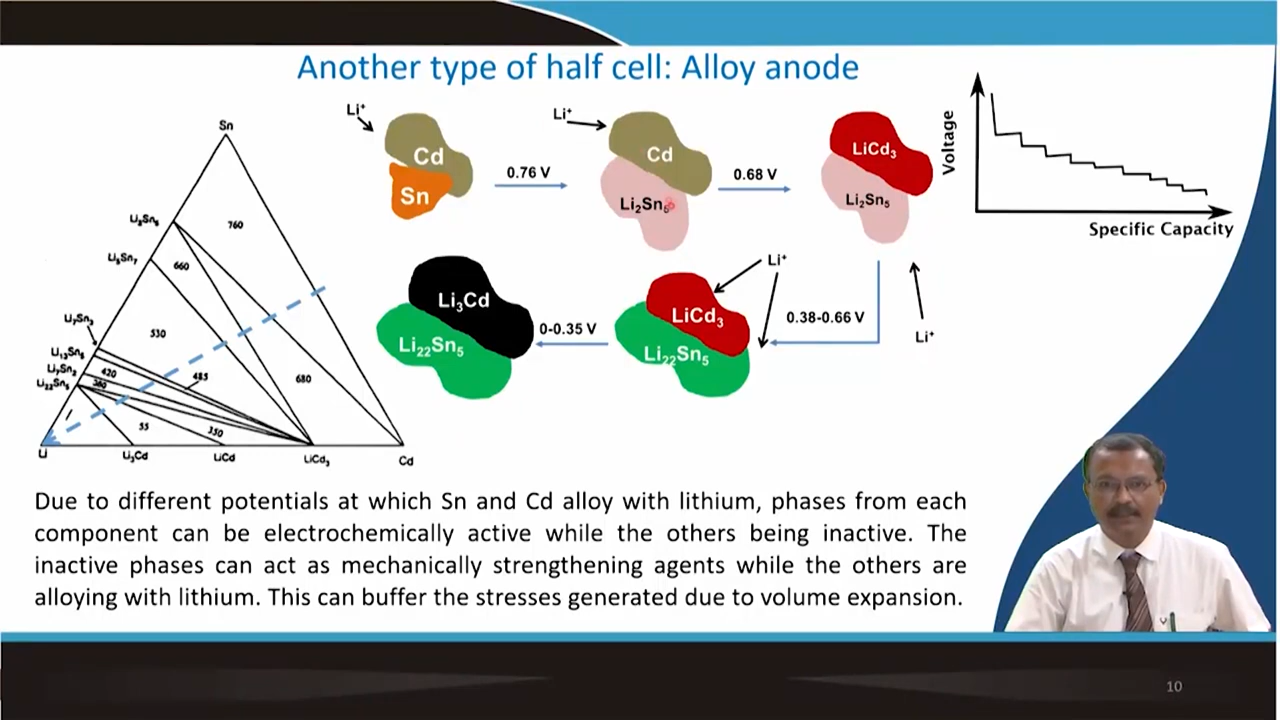 Another type of half cell: Alloy anode
Sn
Li₂Sn₅
Li₅Sn₇
Li₇Sn₃
Li₁₃Sn₅
Li₇Sn₂
Li₂₂Sn₅
760
660
530
485
420
380
680
55
350
Li
Li₃Cd
LiCd
LiCd₃
Cd
Li⁺
Cd
Sn
0.76 V
Li⁺
Cd
Li₂Sn₅
0.68 V
LiCd₃
Li₂Sn₅
Li⁺
0.38-0.66 V
Li⁺
LiCd₃
Li₂₂Sn₅
0-0.35 V
Li₃Cd
Li₂₂Sn₅
Voltage
Specific Capacity
Due to different potentials at which Sn and Cd alloy with lithium, phases from each
component can be electrochemically active while the others being inactive. The
inactive phases can act as mechanically strengthening agents while the others are
alloying with lithium. This can buffer the stresses generated due to volume expansion.
10